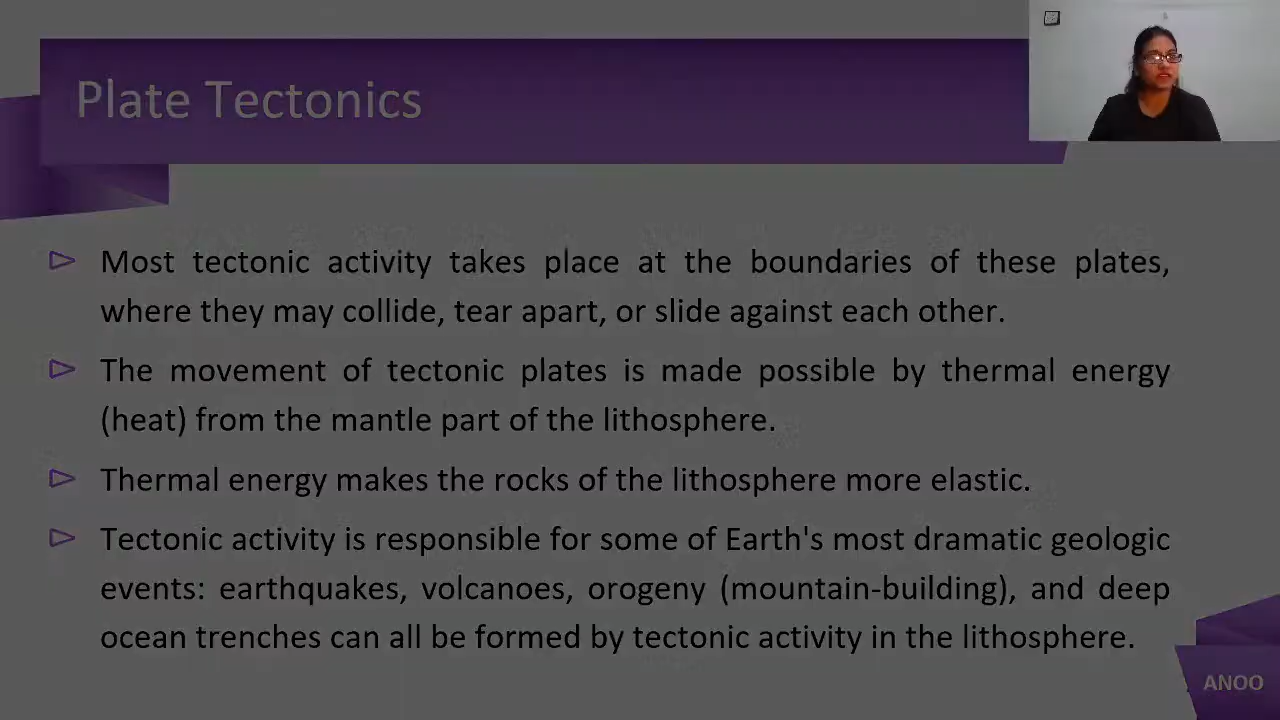 Plate Tectonics
Most tectonic activity takes place at the boundaries of these plates,
where they may collide, tear apart, or slide against each other.
The movement of tectonic plates is made possible by thermal energy
(heat) from the mantle part of the lithosphere.
Thermal energy makes the rocks of the lithosphere more elastic.
Tectonic activity is responsible for some of Earth's most dramatic geologic
events: earthquakes, volcanoes, orogeny (mountain-building), and deep
ocean trenches can all be formed by tectonic activity in the lithosphere.
ANOO